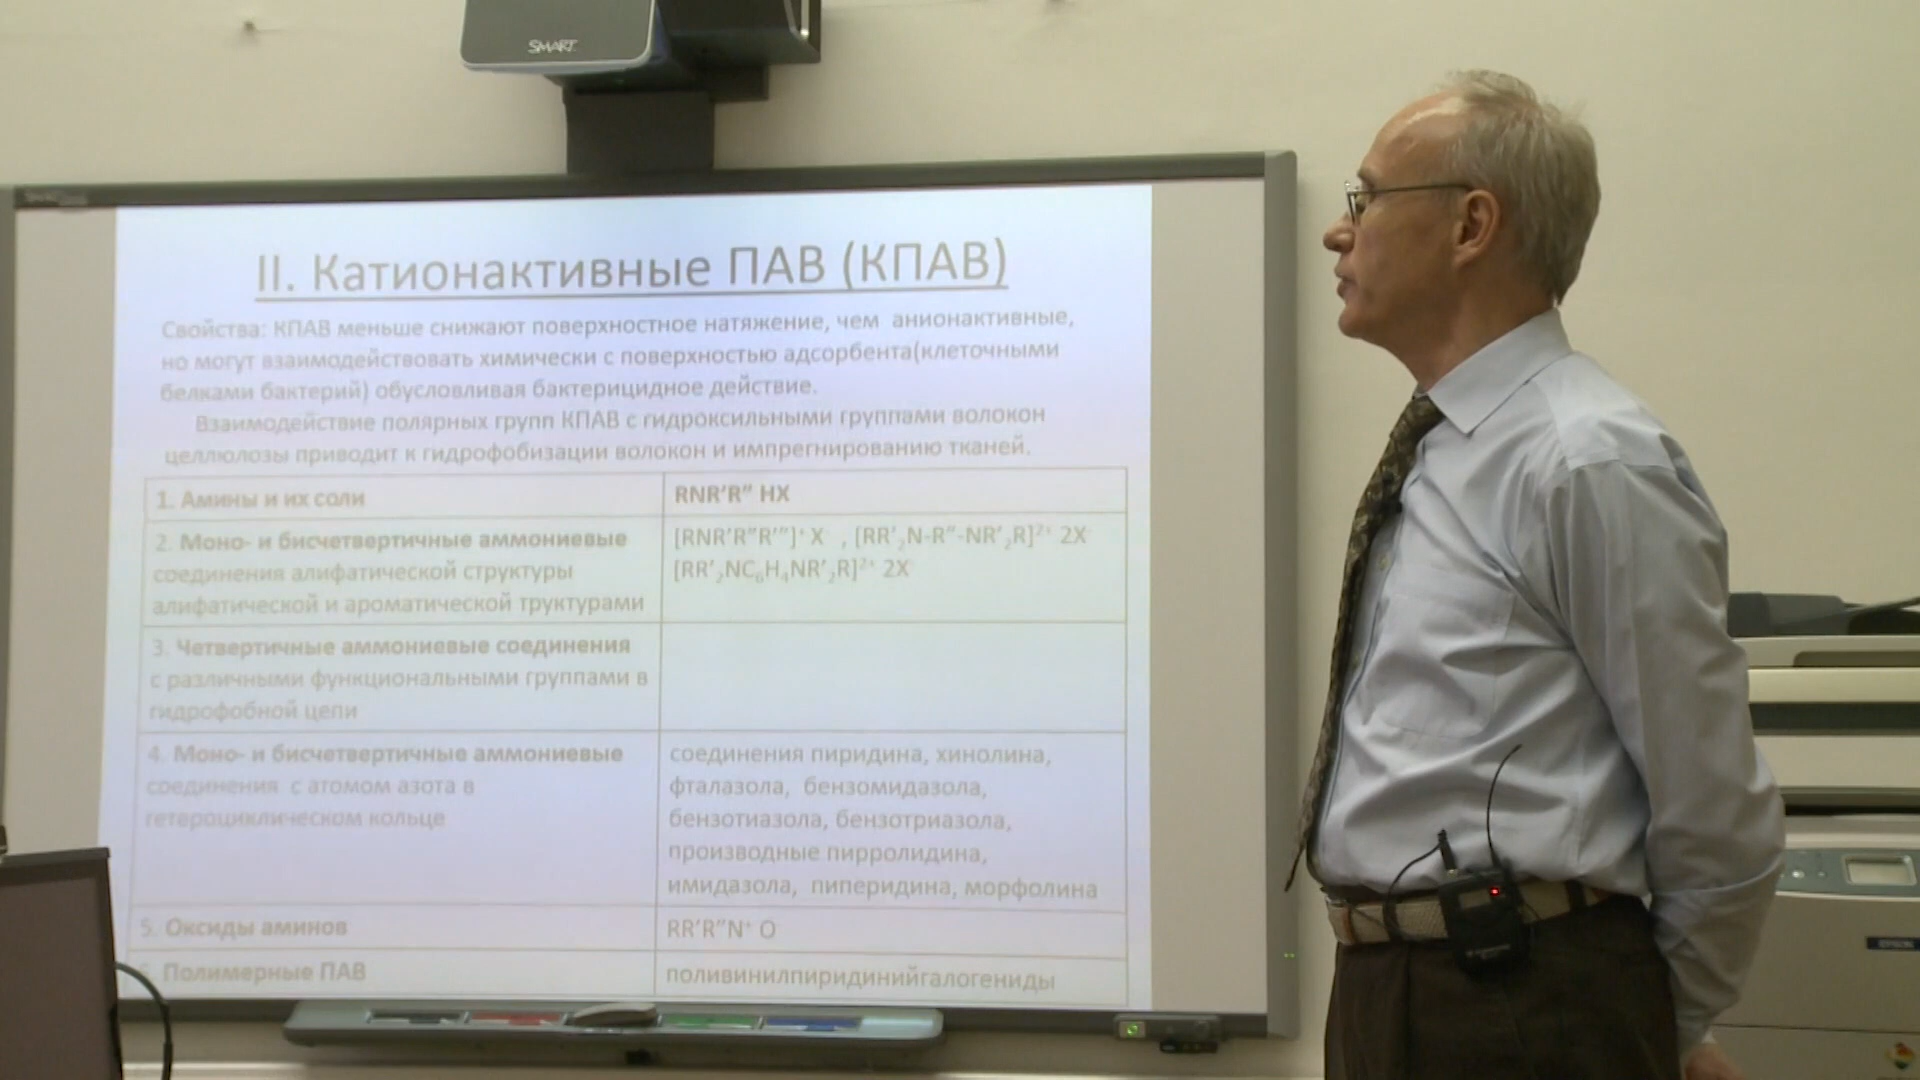 SMART
II. Катионактивные ПАВ (КПАВ)
Свойства: КПАВ меньше снижают поверхностное натяжение, чем анионактивные,
но могут взаимодействовать химически с поверхностью адсорбента(клеточными
белками бактерий) обусловливая бактерицидное действие.
Взаимодействие полярных групп КПАВ с гидроксильными группами волокон
целлюлозы приводит к гидрофобизации волокон и импрегнированию тканей.
1. Амины и их соли
RNR'R" HX
2. Моно- и бисчетвертичные аммониевые
соединения алифатической структуры
алифатической и ароматической труктурами
[RNR'R"R'"]⁺ X , [RR'₂N-R"-NR'₂R]²⁺ 2X
[RR'₂NC₆H₄NR'₂R]²⁺ 2X
3. Четвертичные аммониевые соединения
с различными функциональными группами в
гидрофобной цепи
4. Моно- и бисчетвертичные аммониевые
соединения с атомом азота в
гетероциклическом кольце
соединения пиридина, хинолина,
фталазола, бензомидазола,
бензотиазола, бензотриазола,
производные пирролидина,
имидазола, пиперидина, морфолина
5. Оксиды аминов
RR'R"N⁺ O
6. Полимерные ПАВ
поливинилпиридинийгалогениды
EPSON